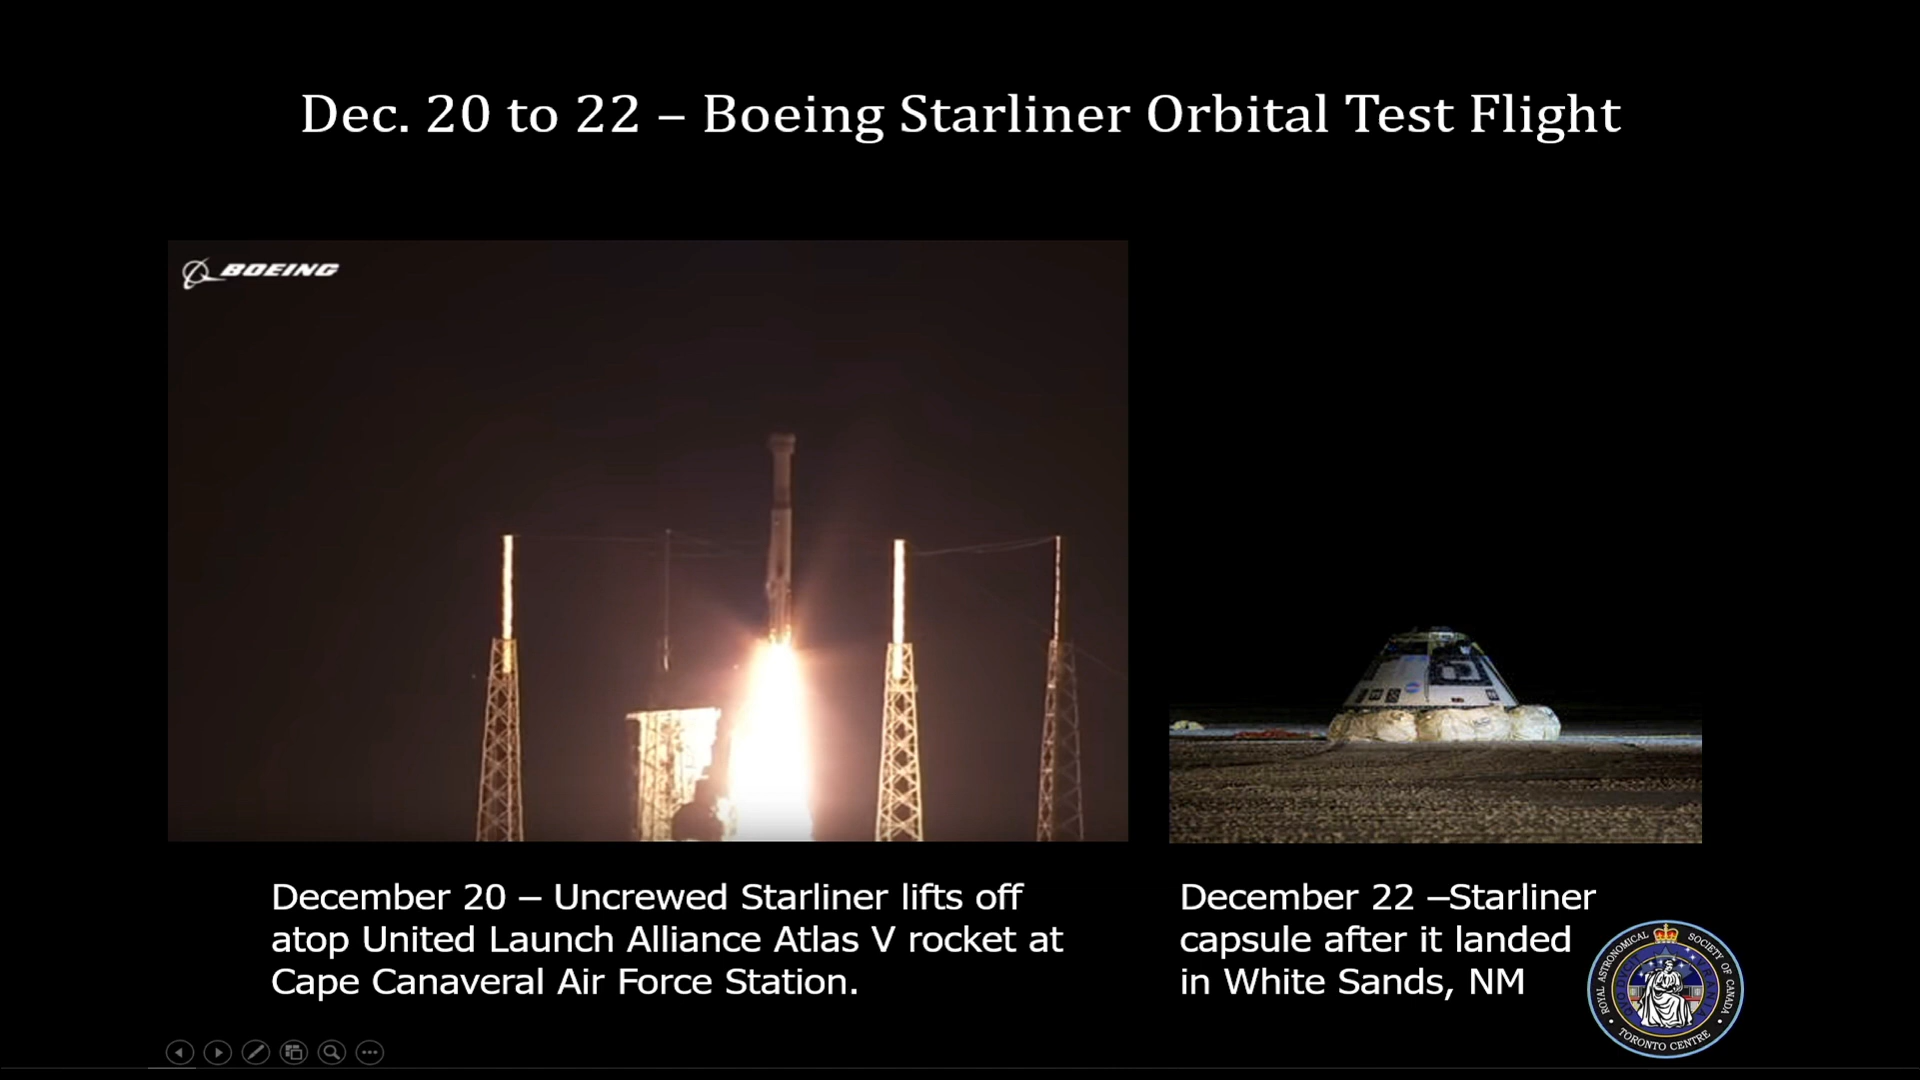 Dec. 20 to 22 – Boeing Starliner Orbital Test Flight
BOEING
December 20 – Uncrewed Starliner lifts off
atop United Launch Alliance Atlas V rocket at
Cape Canaveral Air Force Station.
December 22 –Starliner
capsule after it landed
in White Sands, NM
ROYAL ASTRONOMICAL SOCIETY OF CANADA
TORONTO CENTRE